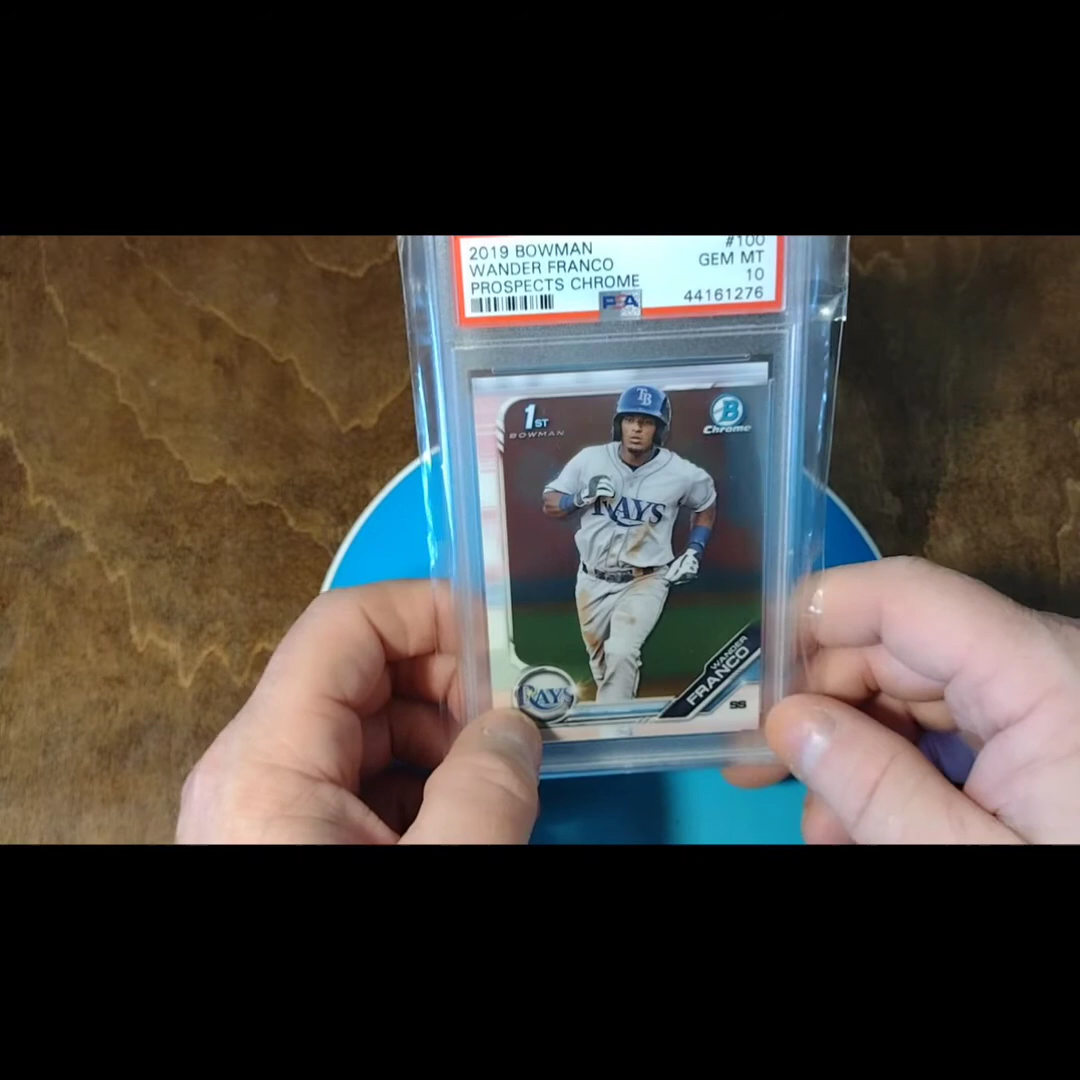 2019 BOWMAN
WANDER FRANCO
PROSPECTS CHROME
#100
GEM MT
10
44161276
PSA
1ST
BOWMAN
B
Chrome
TB
RAYS
WANDER
FRANCO
RAYS
SS